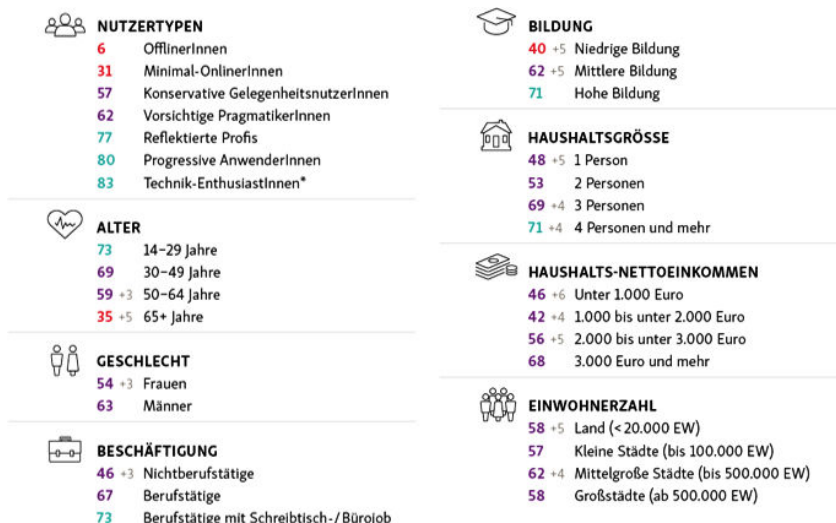 NUTZERTYPEN
6 OfflinerInnen
31 Minimal-OnlinerInnen
57 Konservative GelegenheitsnutzerInnen
62 Vorsichtige PragmatikerInnen
77 Reflektierte Profis
80 Progressive AnwenderInnen
83 Technik-EnthusiastInnen*
ALTER
73 14–29 Jahre
69 30–49 Jahre
59 +3 50–64 Jahre
35 +5 65+ Jahre
GESCHLECHT
54 +3 Frauen
63 Männer
BESCHÄFTIGUNG
46 +3 Nichtberufstätige
67 Berufstätige
73 Berufstätige mit Schreibtisch-/Bürojob
BILDUNG
40 +5 Niedrige Bildung
62 +5 Mittlere Bildung
71 Hohe Bildung
HAUSHALTSGRÖSSE
48 +5 1 Person
53 2 Personen
69 +4 3 Personen
71 +4 4 Personen und mehr
HAUSHALTS-NETTOEINKOMMEN
46 +6 Unter 1.000 Euro
42 +4 1.000 bis unter 2.000 Euro
56 +5 2.000 bis unter 3.000 Euro
68 3.000 Euro und mehr
EINWOHNERZAHL
58 +5 Land (< 20.000 EW)
57 Kleine Städte (bis 100.000 EW)
62 +4 Mittelgroße Städte (bis 500.000 EW)
58 Großstädte (ab 500.000 EW)